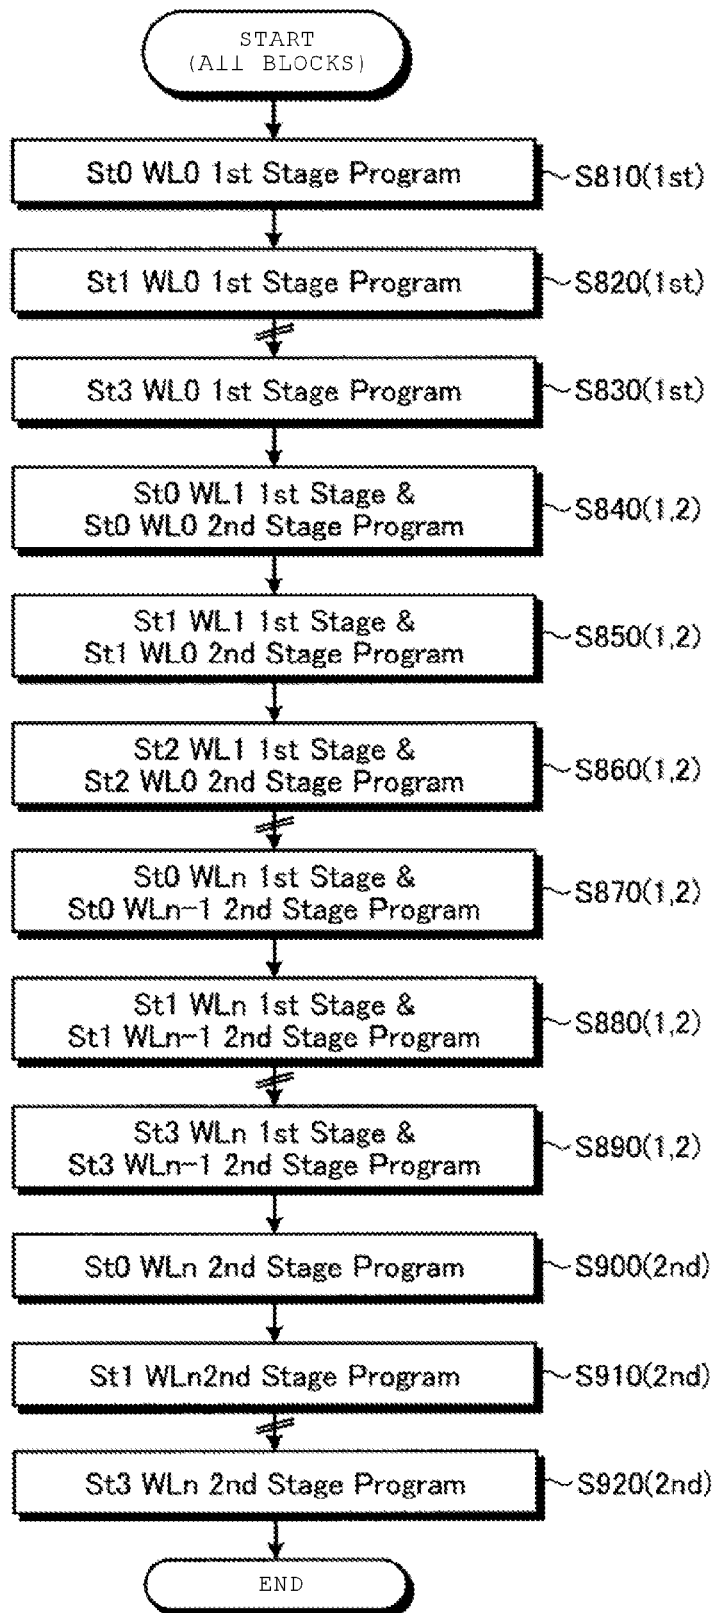 START
(All BLOCKS)
St0 WL0 1st Stage Program
S810(1st)
St1 WL0 1st Stage Program
S820(1st)
St3 WL0 1st Stage Program
S830(1st)
St0 WL1 1st Stage &
St0 WL0 2nd Stage Program
S840(1,2)
St1 WL1 1st Stage &
St1 WL0 2nd Stage Program
S850(1,2)
St2 WL1 1st Stage &
St2 WL0 2nd Stage Program
S860(1,2)
St0 WLn 1st Stage &
St0 WLn-1 2nd Stage Program
S870(1,2)
St1 WLn 1st Stage &
St1 WLn-1 2nd Stage Program
S880(1,2)
St3 WLn 1st Stage &
St3 WLn-1 2nd Stage Program
S890(1,2)
St0 WLn 2nd Stage Program
S900(2nd)
St1 WLn2nd Stage Program
S910(2nd)
St3 WLn 2nd Stage Program
S920(2nd)
END